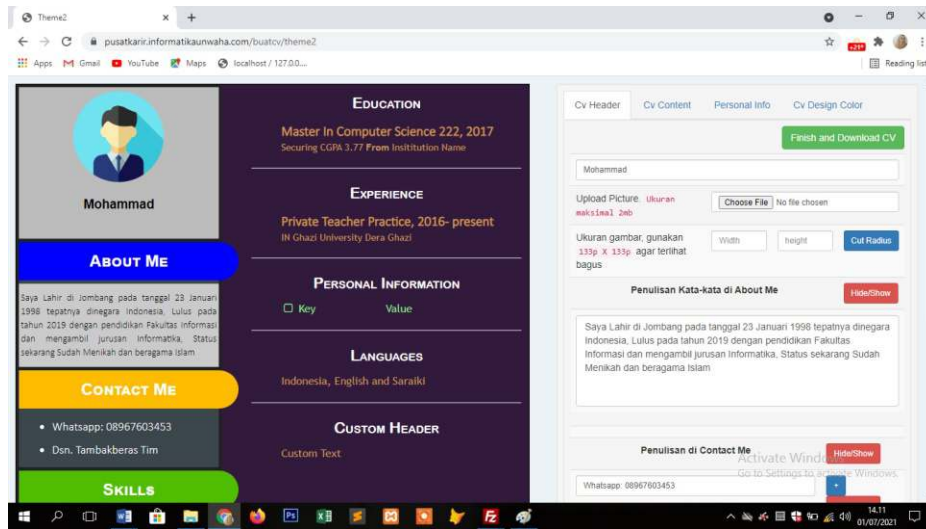 Theme2
pusatkarir.informatikaunwaha.com/buatcv/theme2
Apps Gmail YouTube Maps localhost / 127.0.0.... Reading list
Mohammad
ABOUT ME
Saya Lahir di Jombang pada tanggal 23 Januari
1998 tepatnya dinegara Indonesia, Lulus pada
tahun 2019 dengan pendidikan Fakultas Informasi
dan mengambil jurusan Informatika, Status
sekarang Sudah Menikah dan beragama Islam
CONTACT ME
• Whatsapp: 08967603453
• Dsn. Tambakberas Tim
SKILLS
EDUCATION
Master In Computer Science 222, 2017
Securing CGPA 3.77 From Insititution Name
EXPERIENCE
Private Teacher Practice, 2016- present
IN Ghazi University Dera Ghazi
PERSONAL INFORMATION
Key Value
LANGUAGES
Indonesia, English and Saraiki
CUSTOM HEADER
Custom Text
Cv Header Cv Content Personal Info Cv Design Color
Finish and Download CV
Mohammad
Upload Picture. Ukuran Choose File No file chosen
maksimal 2mb
Ukuran gambar, gunakan Width height Cut Radius
133p X 133p agar terlihat
bagus
Penulisan Kata-kata di About Me Hide/Show
Saya Lahir di Jombang pada tanggal 23 Januari 1998 tepatnya dinegara
Indonesia, Lulus pada tahun 2019 dengan pendidikan Fakultas
Informasi dan mengambil jurusan Informatika, Status sekarang Sudah
Menikah dan beragama Islam
Penulisan di Contact Me Hide/Show
Activate Windows
Go to Settings to activate Windows.
Whatsapp: 08967603453 +
14.11
01/07/2021